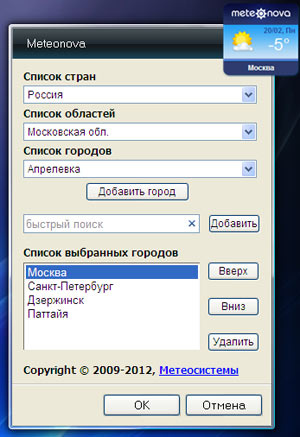 meteonova
20/02, Пн
-5°
Москва
Meteonova
Список стран
Россия
Список областей
Московская обл.
Список городов
Апрелевка
Добавить город
быстрый поиск
Добавить
Список выбранных городов
Москва
Санкт-Петербург
Дзержинск
Паттайя
Вверх
Вниз
Удалить
Copyright © 2009-2012, Метеосистемы
OK
Отмена